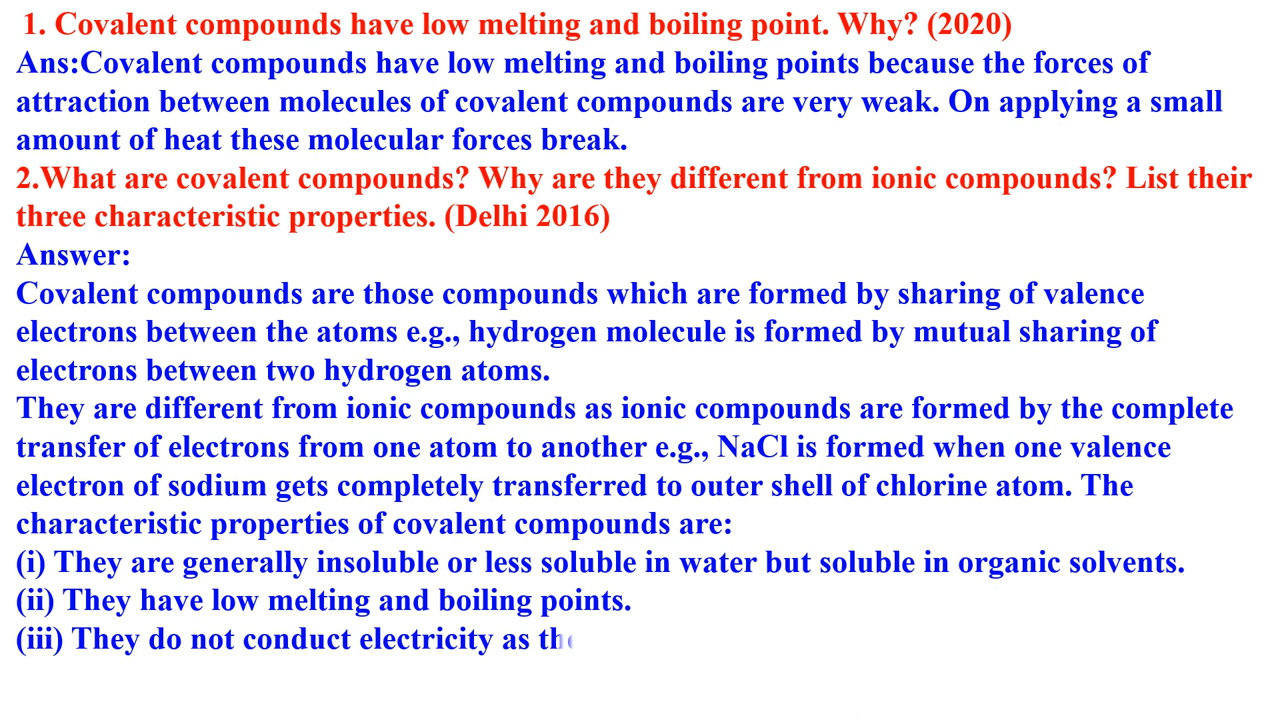 1. Covalent compounds have low melting and boiling point. Why? (2020)
Ans:Covalent compounds have low melting and boiling points because the forces of
attraction between molecules of covalent compounds are very weak. On applying a small
amount of heat these molecular forces break.
2.What are covalent compounds? Why are they different from ionic compounds? List their
three characteristic properties. (Delhi 2016)
Answer:
Covalent compounds are those compounds which are formed by sharing of valence
electrons between the atoms e.g., hydrogen molecule is formed by mutual sharing of
electrons between two hydrogen atoms.
They are different from ionic compounds as ionic compounds are formed by the complete
transfer of electrons from one atom to another e.g., NaCl is formed when one valence
electron of sodium gets completely transferred to outer shell of chlorine atom. The
characteristic properties of covalent compounds are:
(i) They are generally insoluble or less soluble in water but soluble in organic solvents.
(ii) They have low melting and boiling points.
(iii) They do not conduct electricity as